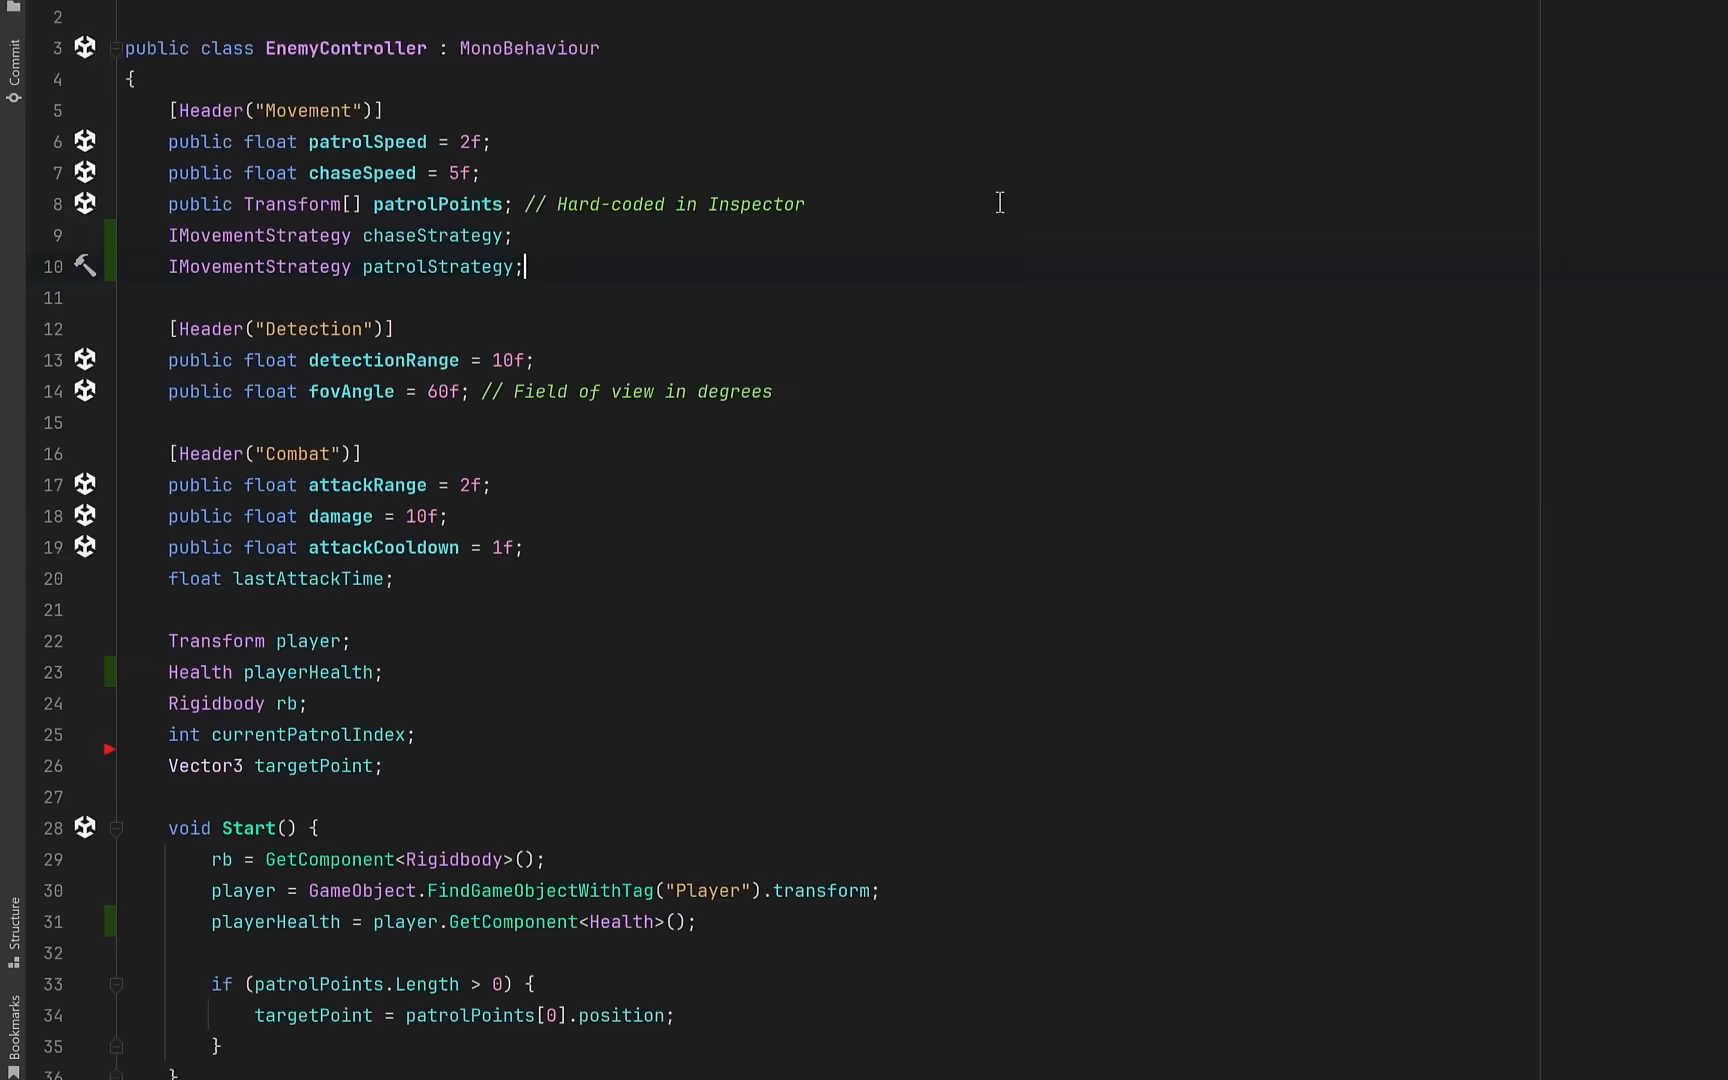 Commit
Structure
Bookmarks
2
3 public class EnemyController : MonoBehaviour
4 {
5 [Header("Movement")]
6 public float patrolSpeed = 2f;
7 public float chaseSpeed = 5f;
8 public Transform[] patrolPoints; // Hard-coded in Inspector
9 IMovementStrategy chaseStrategy;
10 IMovementStrategy patrolStrategy;
11
12 [Header("Detection")]
13 public float detectionRange = 10f;
14 public float fovAngle = 60f; // Field of view in degrees
15
16 [Header("Combat")]
17 public float attackRange = 2f;
18 public float damage = 10f;
19 public float attackCooldown = 1f;
20 float lastAttackTime;
21
22 Transform player;
23 Health playerHealth;
24 Rigidbody rb;
25 int currentPatrolIndex;
26 Vector3 targetPoint;
27
28 void Start() {
29 rb = GetComponent<Rigidbody>();
30 player = GameObject.FindGameObjectWithTag("Player").transform;
31 playerHealth = player.GetComponent<Health>();
32
33 if (patrolPoints.Length > 0) {
34 targetPoint = patrolPoints[0].position;
35 }
36 }